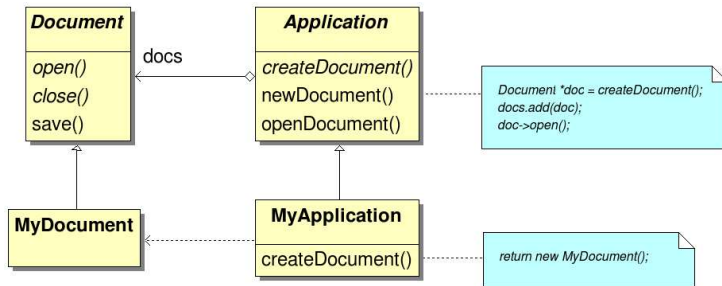 Document
open()
close()
save()
docs
Application
createDocument()
newDocument()
openDocument()
Document *doc = createDocument();
docs.add(doc);
doc->open();
MyDocument
MyApplication
createDocument()
return new MyDocument();